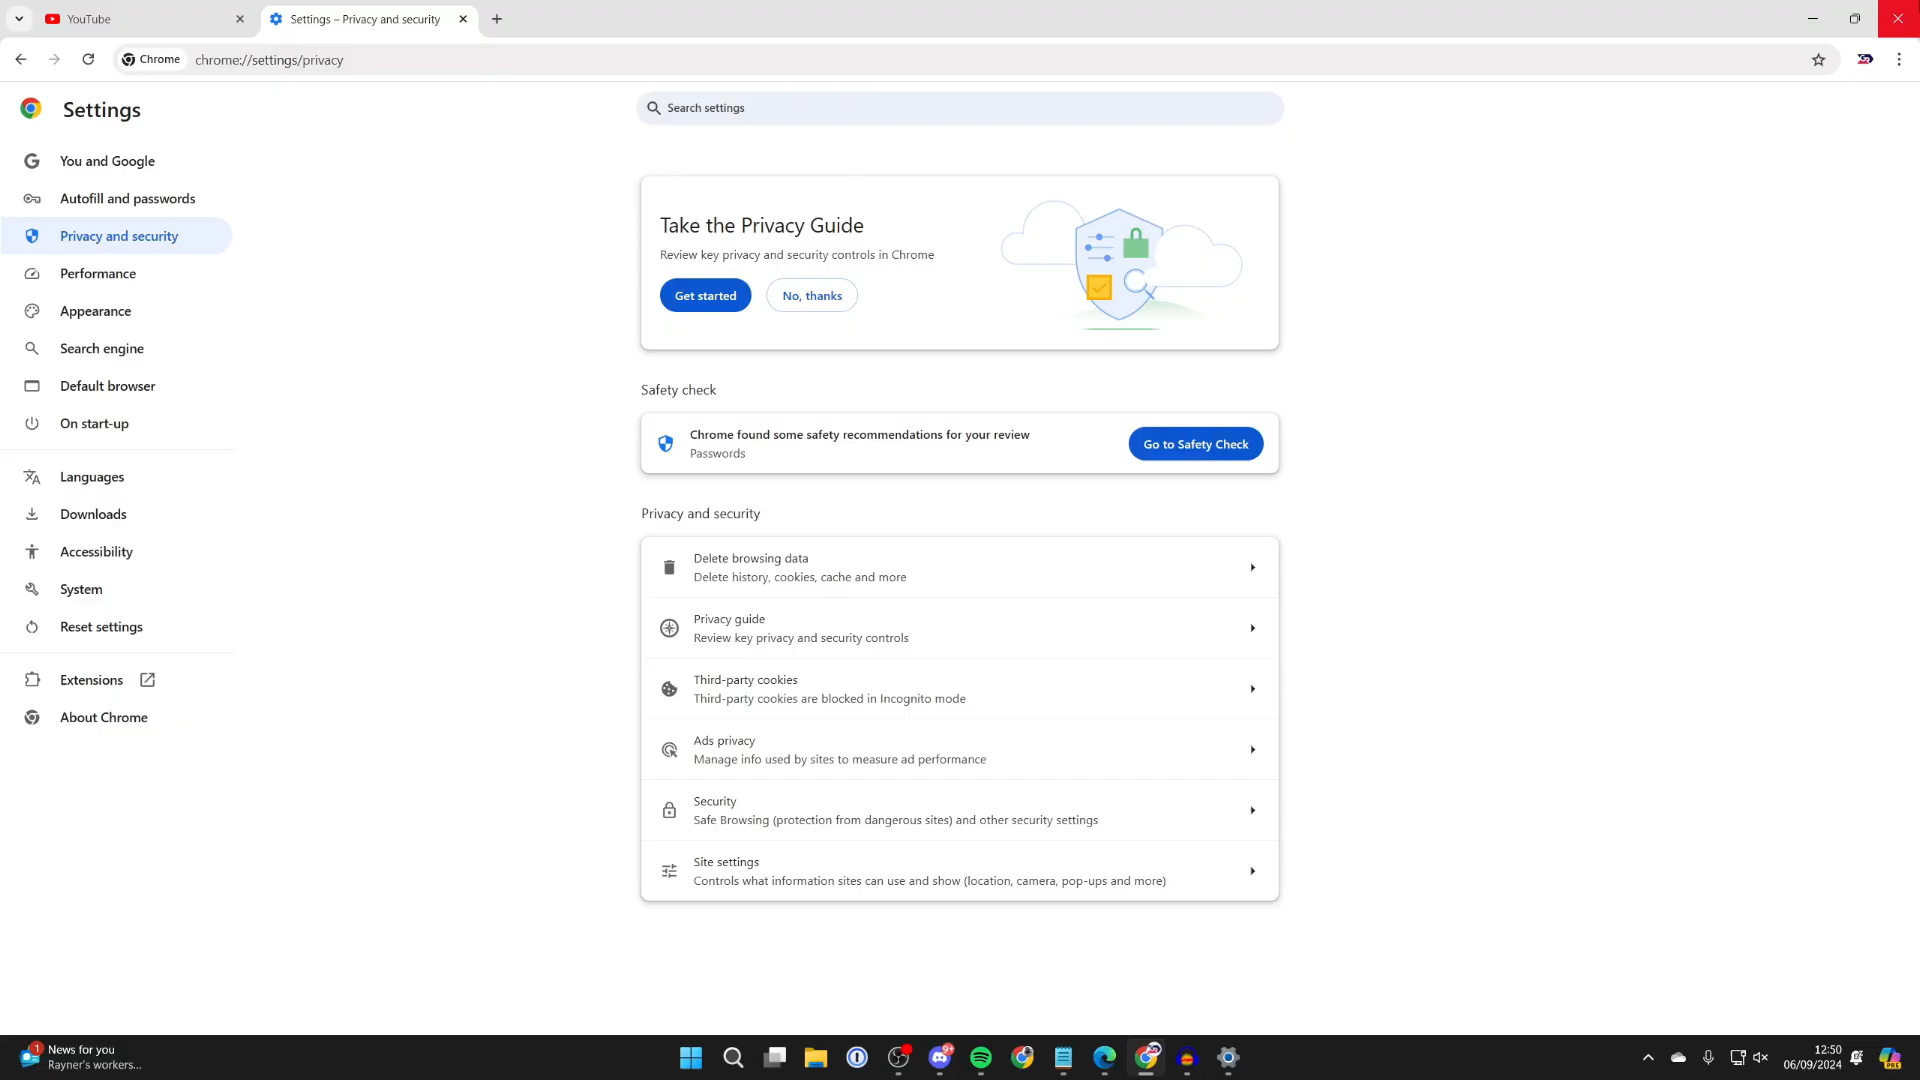 YouTube
Settings – Privacy and security
Chrome
chrome://settings/privacy
Settings
Search settings
You and Google
Autofill and passwords
Privacy and security
Performance
Appearance
Search engine
Default browser
On start-up
Languages
Downloads
Accessibility
System
Reset settings
Extensions
About Chrome
Take the Privacy Guide
Review key privacy and security controls in Chrome
Get started
No, thanks
Safety check
Chrome found some safety recommendations for your review
Passwords
Go to Safety Check
Privacy and security
Delete browsing data
Delete history, cookies, cache and more
Privacy guide
Review key privacy and security controls
Third-party cookies
Third-party cookies are blocked in Incognito mode
Ads privacy
Manage info used by sites to measure ad performance
Security
Safe Browsing (protection from dangerous sites) and other security settings
Site settings
Controls what information sites can use and show (location, camera, pop-ups and more)
1
News for you
Rayner's workers...
9+
PRE
12:50
06/09/2024